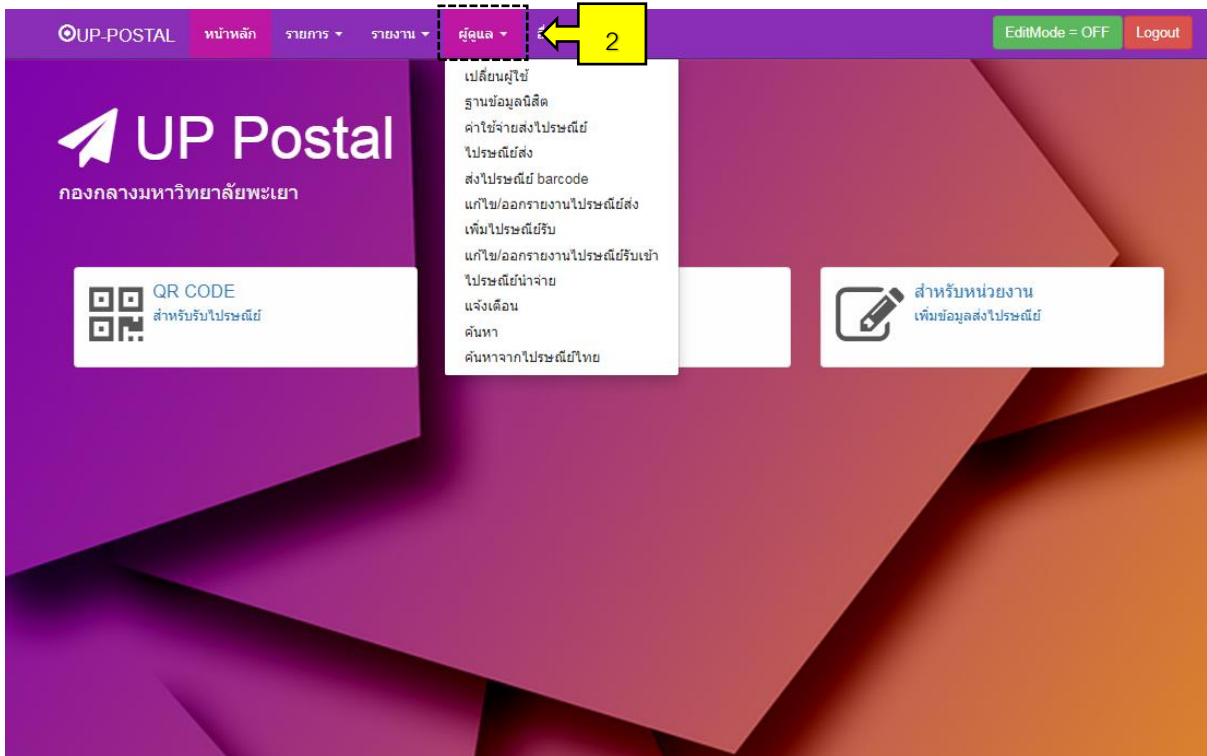 UP-POSTAL หน้าหลัก รายการ รายงาน ผู้ดูแล 2 EditMode = OFF Logout
เปลี่ยนผู้ใช้
ฐานข้อมูลนิสิต
ค่าใช้จ่ายส่งไปรษณีย์
ไปรษณีย์ส่ง
ส่งไปรษณีย์ barcode
แก้ไข/ออกรายงานไปรษณีย์ส่ง
เพิ่มไปรษณีย์รับ
แก้ไข/ออกรายงานไปรษณีย์รับเข้า
ไปรษณีย์นำจ่าย
แจ้งเตือน
ค้นหา
ค้นหาจากไปรษณีย์ไทย
UP Postal
กองกลางมหาวิทยาลัยพะเยา
QR CODE
สำหรับรับไปรษณีย์
สำหรับหน่วยงาน
เพิ่มข้อมูลส่งไปรษณีย์